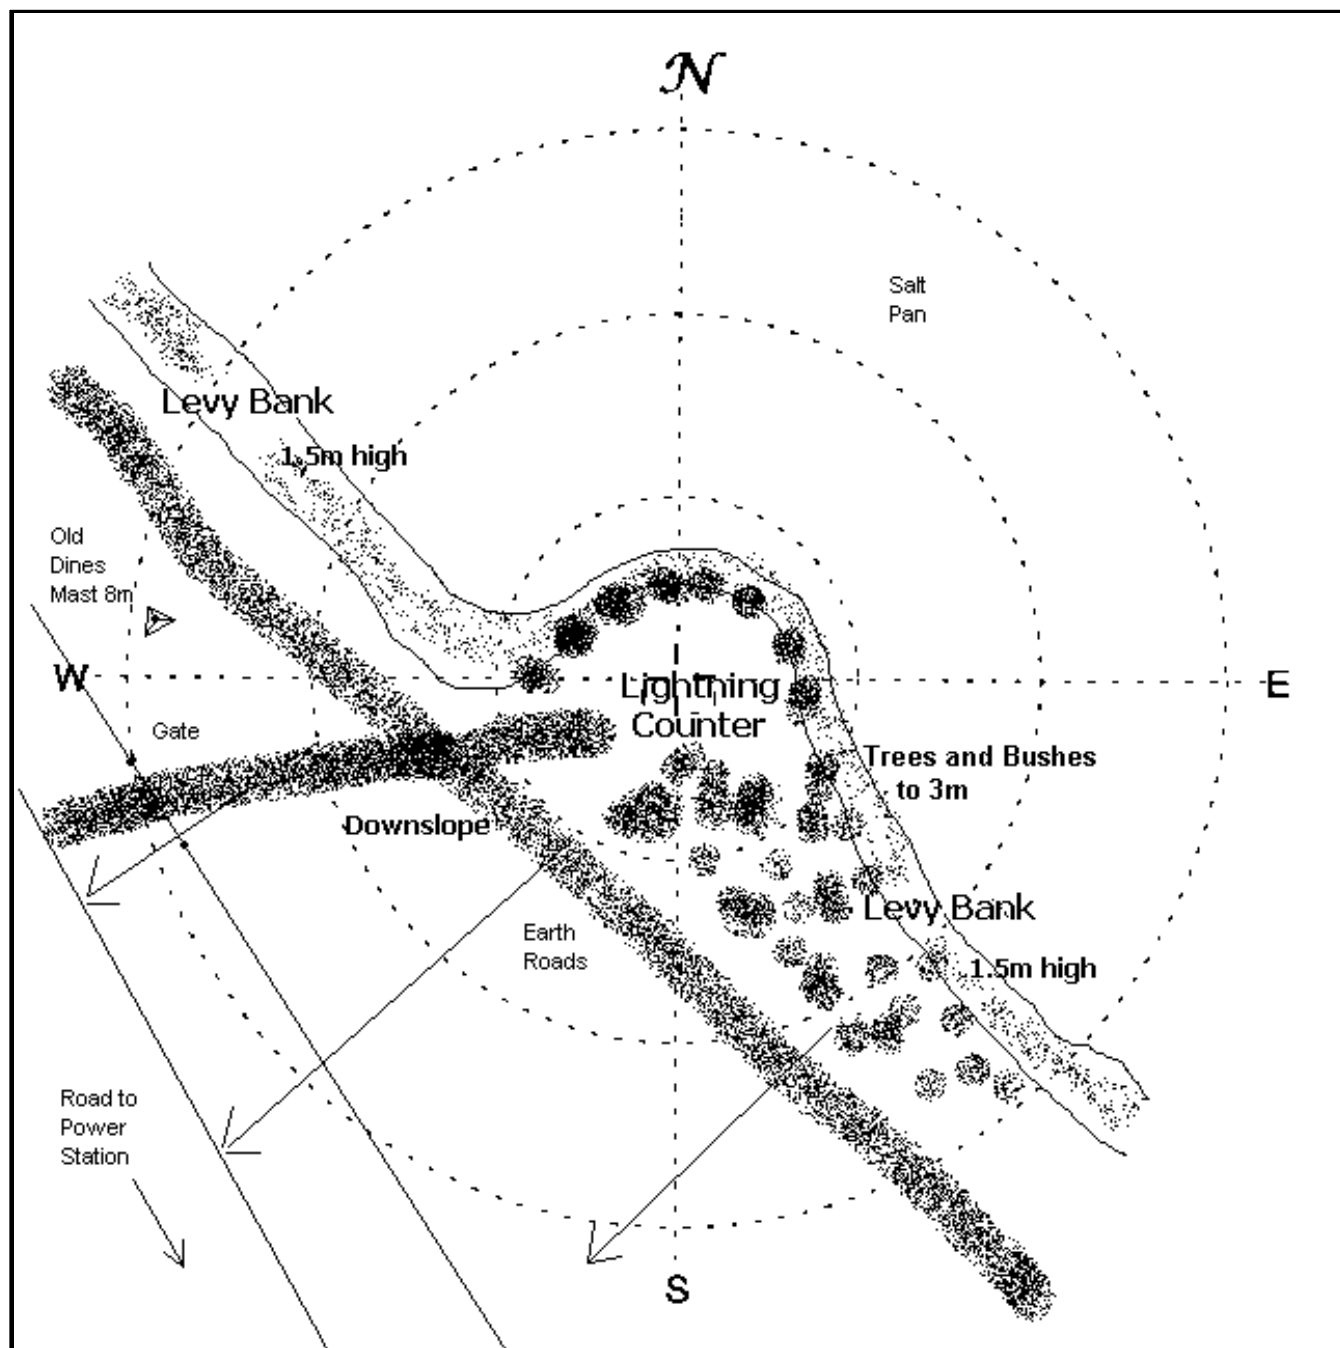 N
Salt
Pan
Levy Bank
1.5m high
Old
Dines
Mast 8m
W
E
Lightning
Counter
Gate
Trees and Bushes
to 3m
Downslope
Levy Bank
1.5m high
Earth
Roads
Road to
Power
Station
S